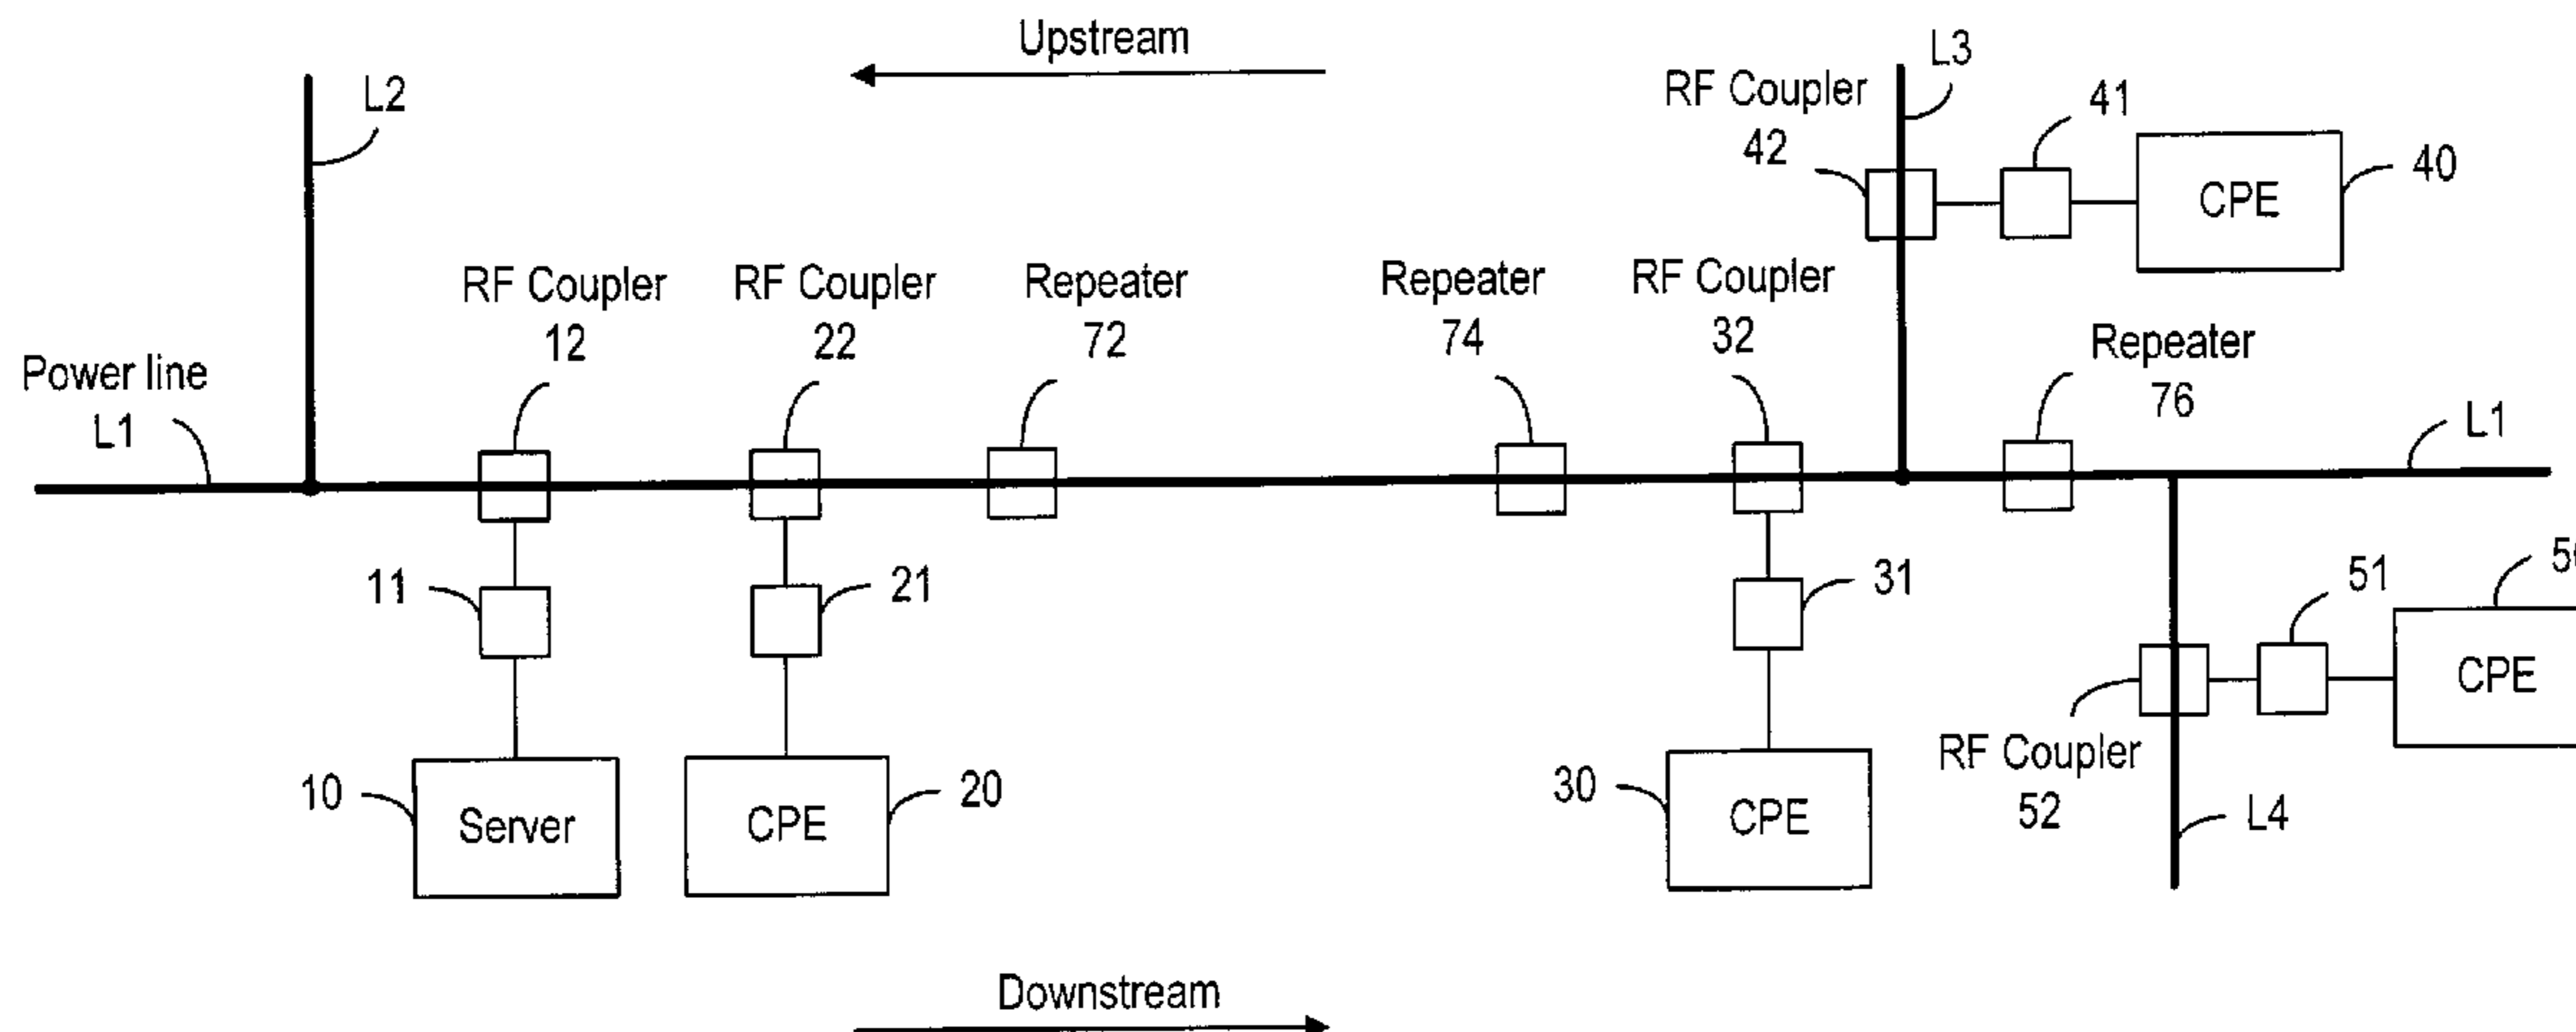 Upstream
L2
L3
RF Coupler
42
41
40
CPE
RF Coupler
12
RF Coupler
22
Repeater
72
Repeater
74
RF Coupler
32
Repeater
76
Power line
L1
L1
11
21
31
51
CPE
RF Coupler
52
10
Server
CPE
20
30
CPE
L4
Downstream